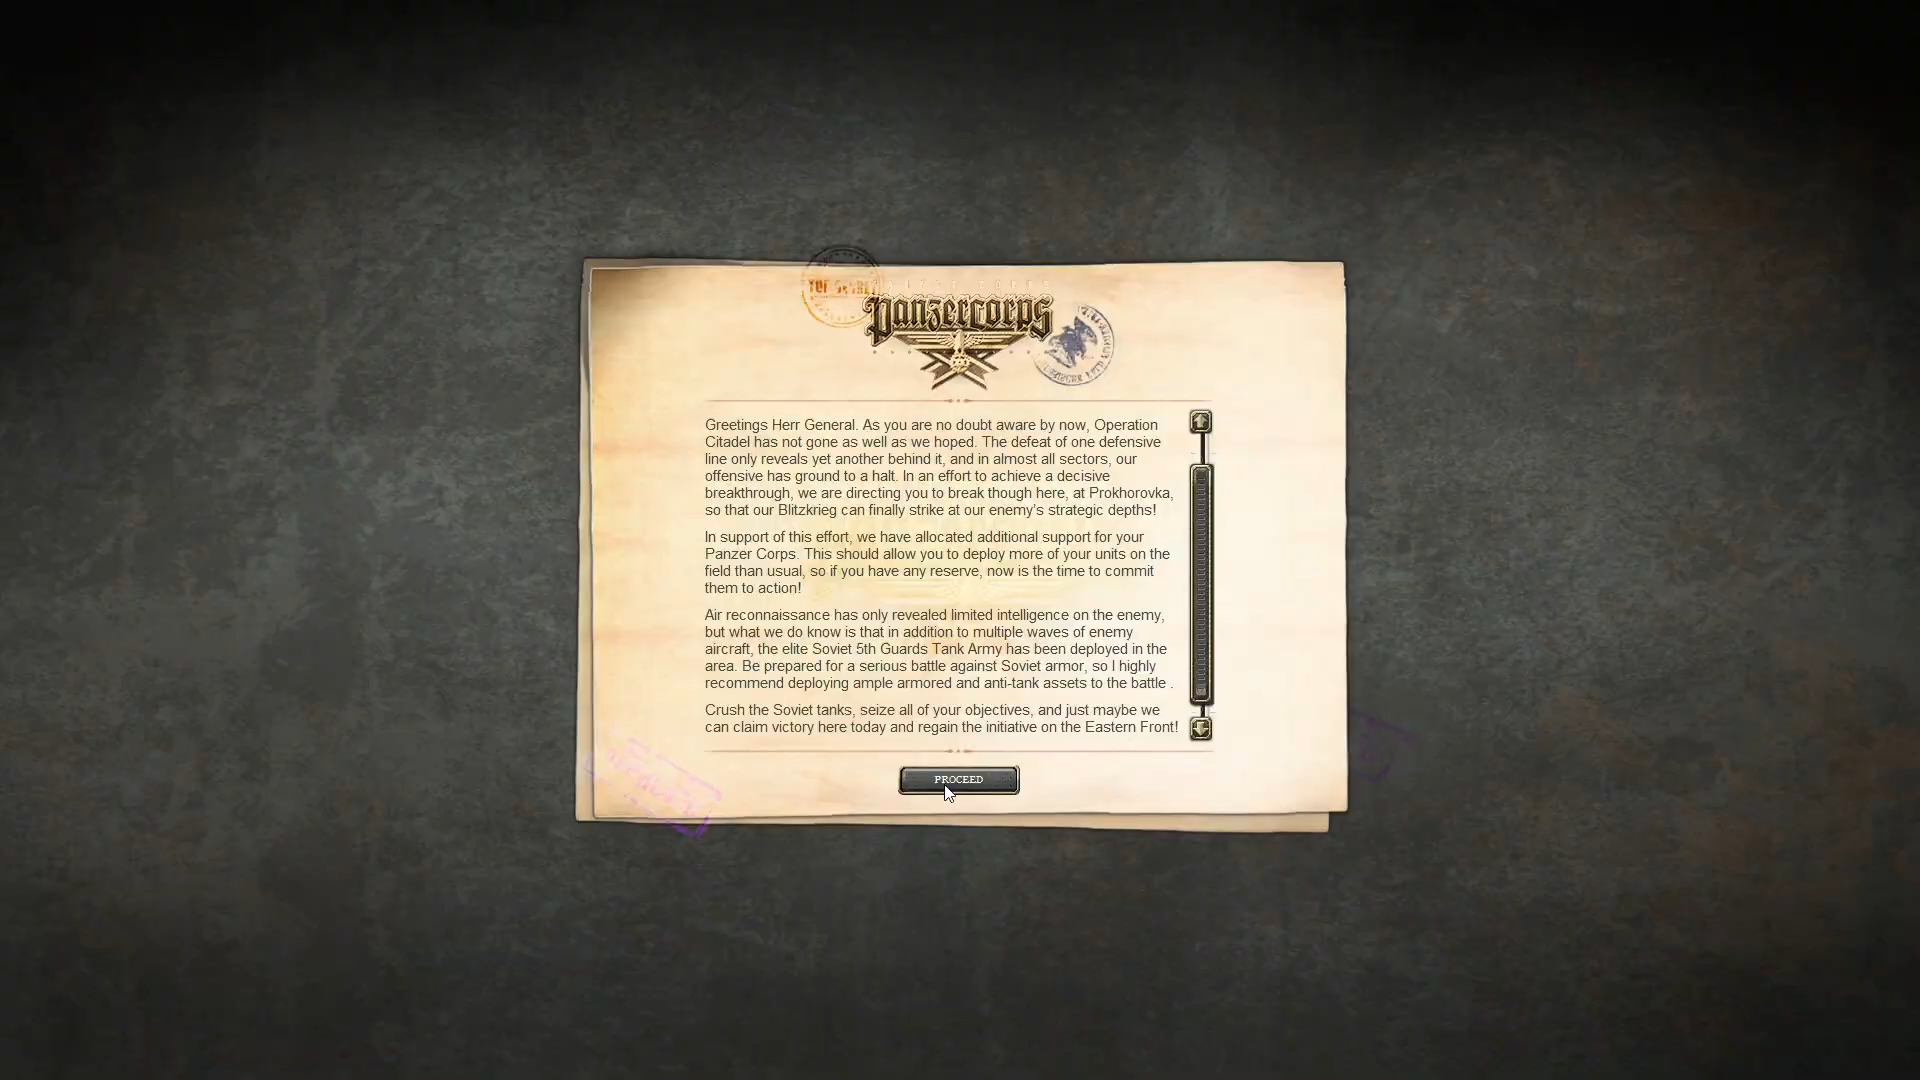 TOP SECRET
PANZER CORPS
panzercorps
Greetings Herr General. As you are no doubt aware by now, Operation
Citadel has not gone as well as we hoped. The defeat of one defensive
line only reveals yet another behind it, and in almost all sectors, our
offensive has ground to a halt. In an effort to achieve a decisive
breakthrough, we are directing you to break though here, at Prokhorovka,
so that our Blitzkrieg can finally strike at our enemy's strategic depths!
In support of this effort, we have allocated additional support for your
Panzer Corps. This should allow you to deploy more of your units on the
field than usual, so if you have any reserve, now is the time to commit
them to action!
Air reconnaissance has only revealed limited intelligence on the enemy,
but what we do know is that in addition to multiple waves of enemy
aircraft, the elite Soviet 5th Guards Tank Army has been deployed in the
area. Be prepared for a serious battle against Soviet armor, so I highly
recommend deploying ample armored and anti-tank assets to the battle .
Crush the Soviet tanks, seize all of your objectives, and just maybe we
can claim victory here today and regain the initiative on the Eastern Front!
PROCEED